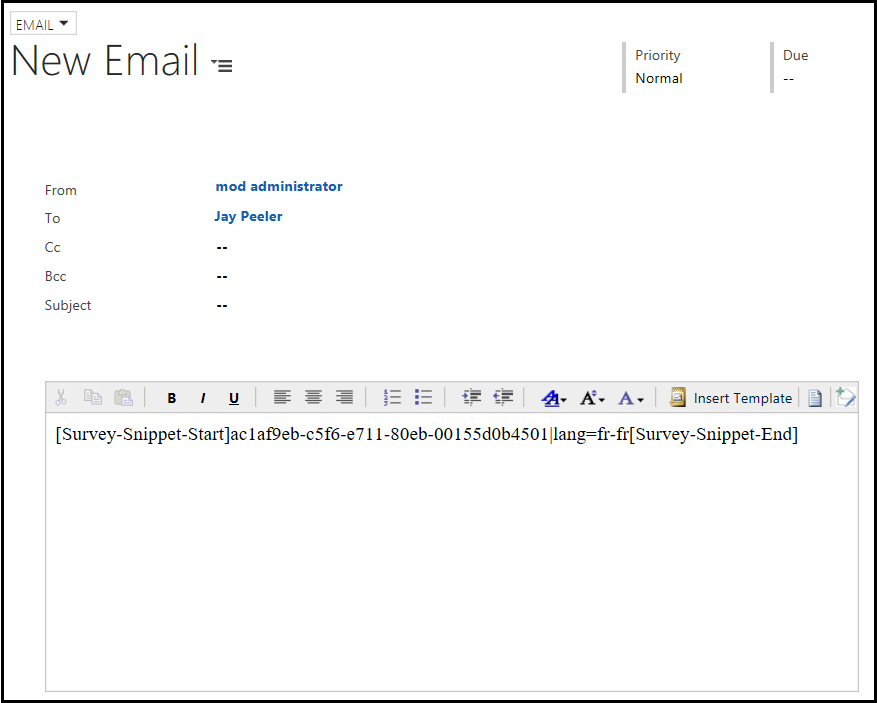 EMAIL
New Email
Priority
Normal
Due
--
From mod administrator
To Jay Peeler
Cc --
Bcc --
Subject --
B I U A A A Insert Template
[Survey-Snippet-Start]ac1af9eb-c5f6-e711-80eb-00155d0b4501|lang=fr-fr[Survey-Snippet-End]